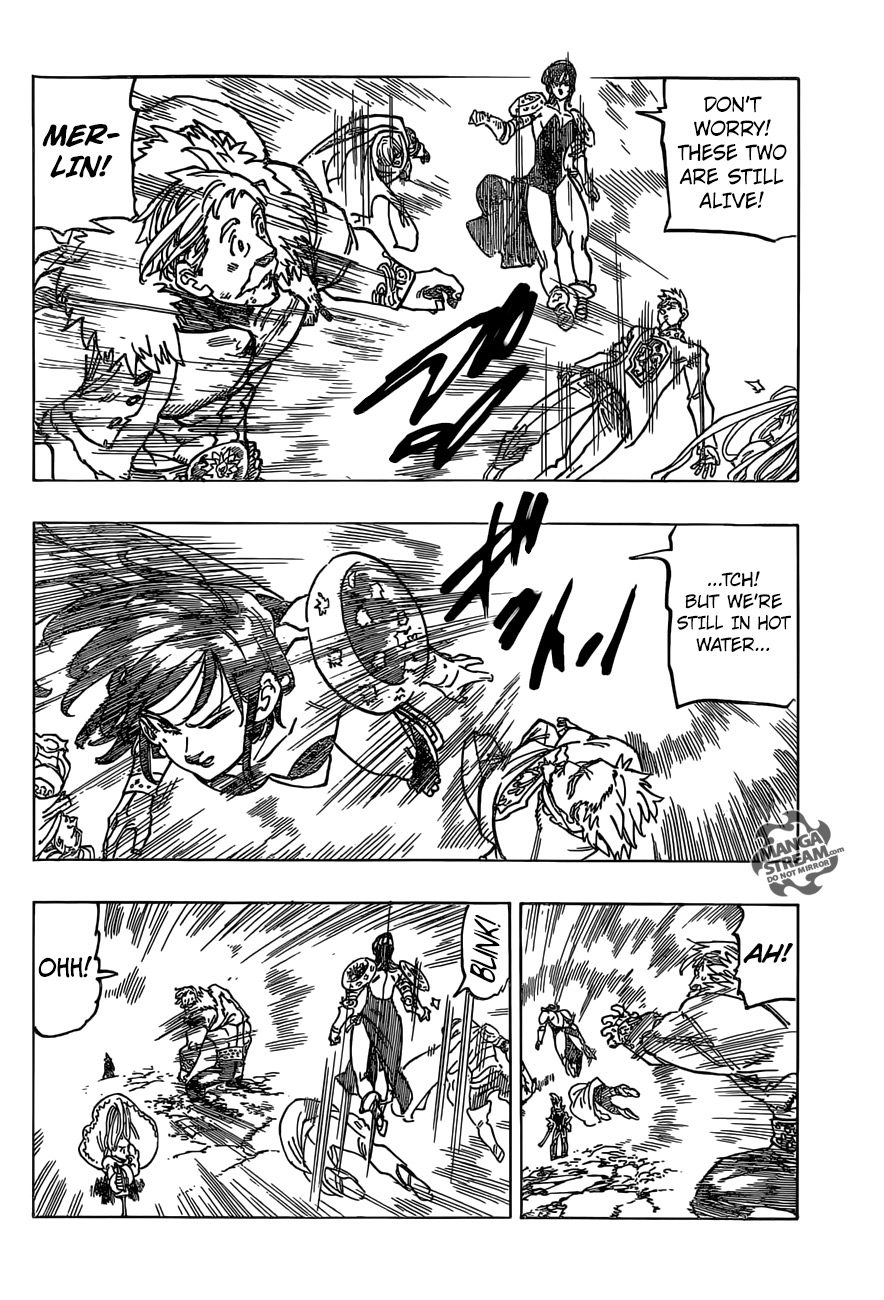 DON'T
WORRY!
THESE TWO
ARE STILL
ALIVE!
MER-
LIN!
...TCH!
BUT WE'RE
STILL IN HOT
WATER...
MANGA
STREAM.com
DO NOT MIRROR
AH!
BLINK!
OHH!